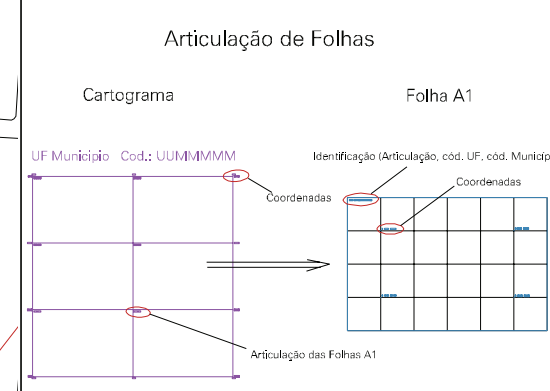 Articulação de Folhas
Cartograma
Folha A1
UF Municipio Cod.: UUMMMMM
Identificação (Articulação, cód. UF, cód. Municíp
Coordenadas
Coordenadas
Articulação das Folhas A1